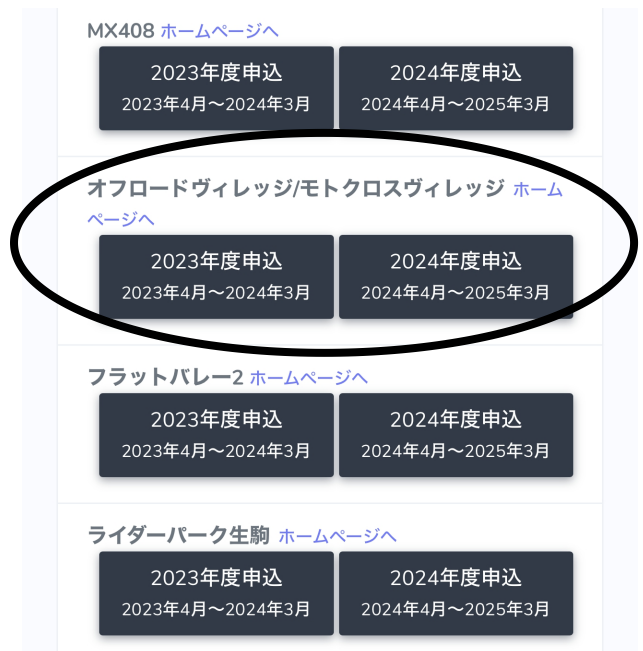 MX408 ホームページへ
2023年度申込 2024年度申込
2023年4月〜2024年3月 2024年4月〜2025年3月
オフロードヴィレッジ/モトクロスヴィレッジ ホーム
ページへ
2023年度申込 2024年度申込
2023年4月〜2024年3月 2024年4月〜2025年3月
フラットバレー2 ホームページへ
2023年度申込 2024年度申込
2023年4月〜2024年3月 2024年4月〜2025年3月
ライダーパーク生駒 ホームページへ
2023年度申込 2024年度申込
2023年4月〜2024年3月 2024年4月〜2025年3月